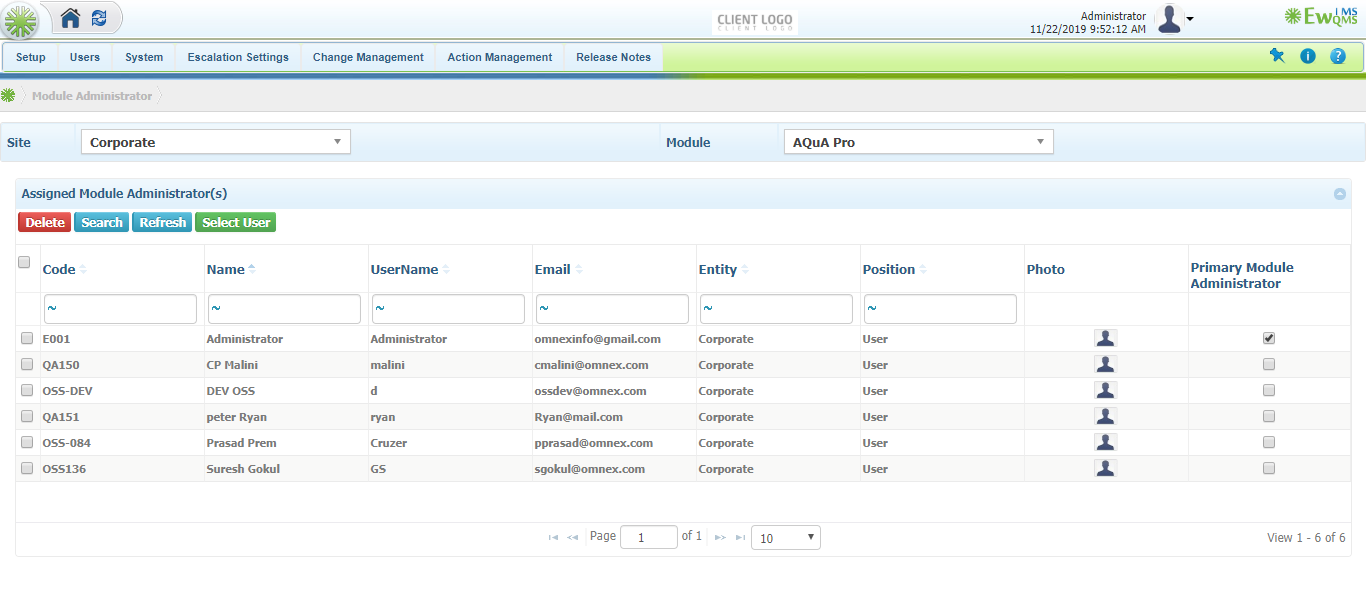 CLIENT LOGO
CLIENT LOGO
Administrator
11/22/2019 9:52:12 AM
EwQMS
iMS
Setup Users System Escalation Settings Change Management Action Management Release Notes
Module Administrator
Site Corporate Module AQuA Pro
Assigned Module Administrator(s)
Delete Search Refresh Select User
Code Name UserName Email Entity Position Photo Primary Module
Administrator
~ ~ ~ ~ ~ ~
E001 Administrator Administrator omnexinfo@gmail.com Corporate User
QA150 CP Malini malini cmalini@omnex.com Corporate User
OSS-DEV DEV OSS d ossdev@omnex.com Corporate User
QA151 peter Ryan ryan Ryan@mail.com Corporate User
OSS-084 Prasad Prem Cruzer pprasad@omnex.com Corporate User
OSS136 Suresh Gokul GS sgokul@omnex.com Corporate User
Page 1 of 1 10 View 1 - 6 of 6